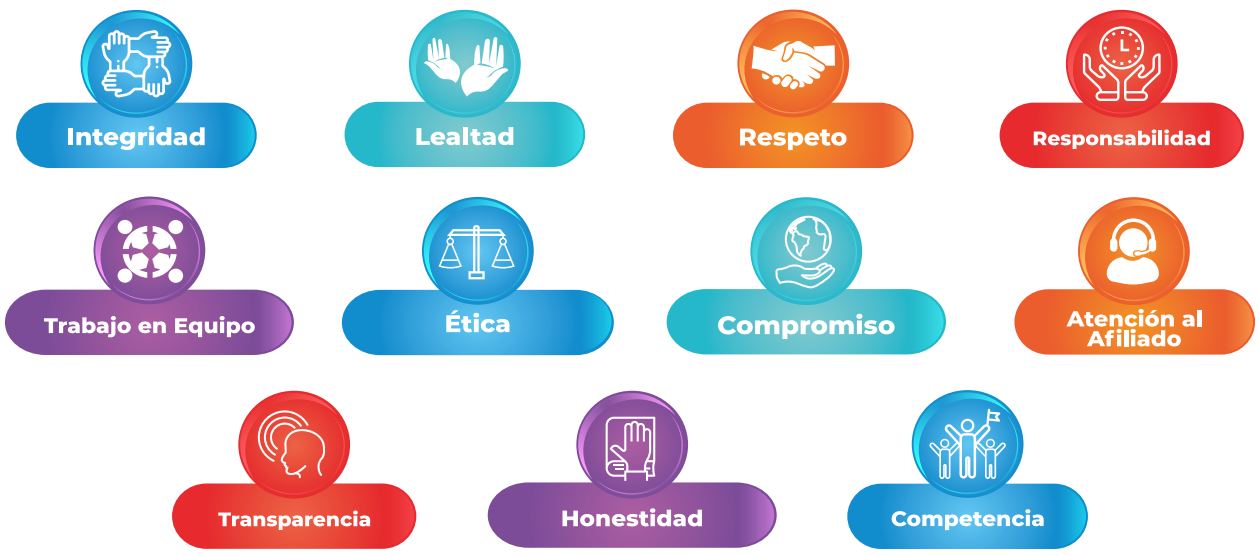 Integridad
Lealtad
Respeto
Responsabilidad
Trabajo en Equipo
Ética
Compromiso
Atención al
Afiliado
Transparencia
Honestidad
Competencia